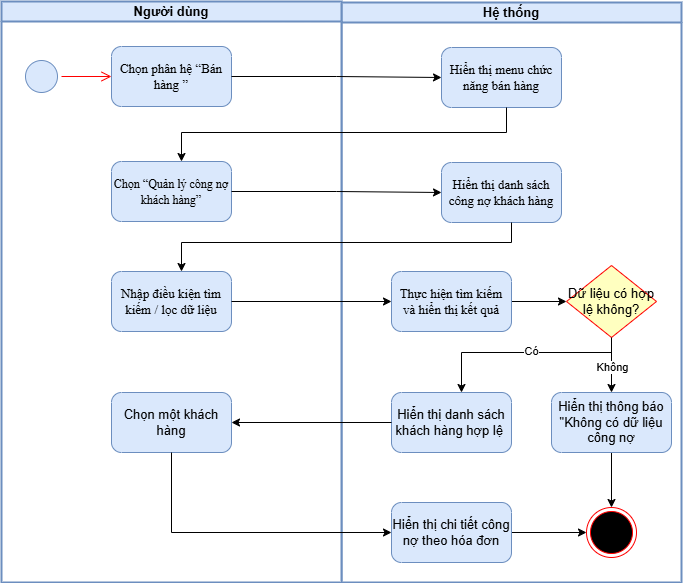 Người dùng
Hệ thống
Chọn phân hệ “Bán
hàng ”
Hiển thị menu chức
năng bán hàng
Chọn “Quản lý công nợ
khách hàng”
Hiển thị danh sách
công nợ khách hàng
Nhập điều kiện tìm
kiếm / lọc dữ liệu
Thực hiện tìm kiếm
và hiển thị kết quả
Dữ liệu có hợp
lệ không?
Có
Không
Chọn một khách
hàng
Hiển thị danh sách
khách hàng hợp lệ
Hiển thị thông báo
"Không có dữ liệu
công nợ
Hiển thị chi tiết công
nợ theo hóa đơn